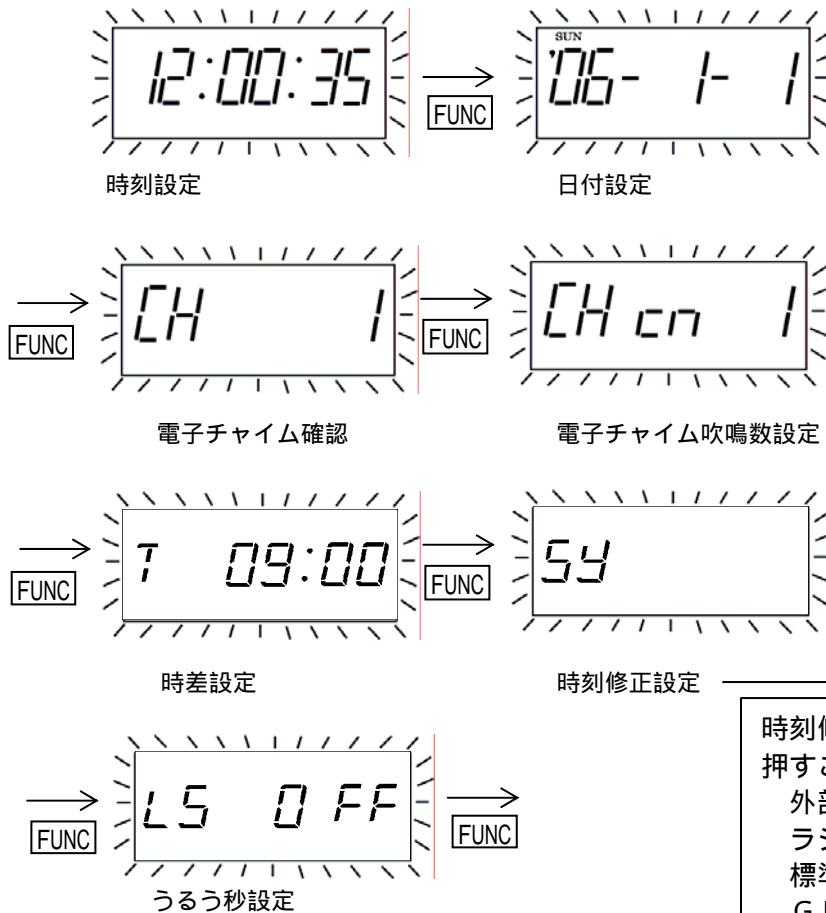 12:00:35
FUNC
SUN
'06- 1- 1
時刻設定
日付設定
FUNC
CH 1
FUNC
CH cn 1
電子チャイム確認
電子チャイム吹鳴数設定
FUNC
T 09:00
FUNC
SY
時差設定
時刻修正設定
時刻
押す
外部
ラジ
標準
FUNC
LS OFF
FUNC
うるう秒設定